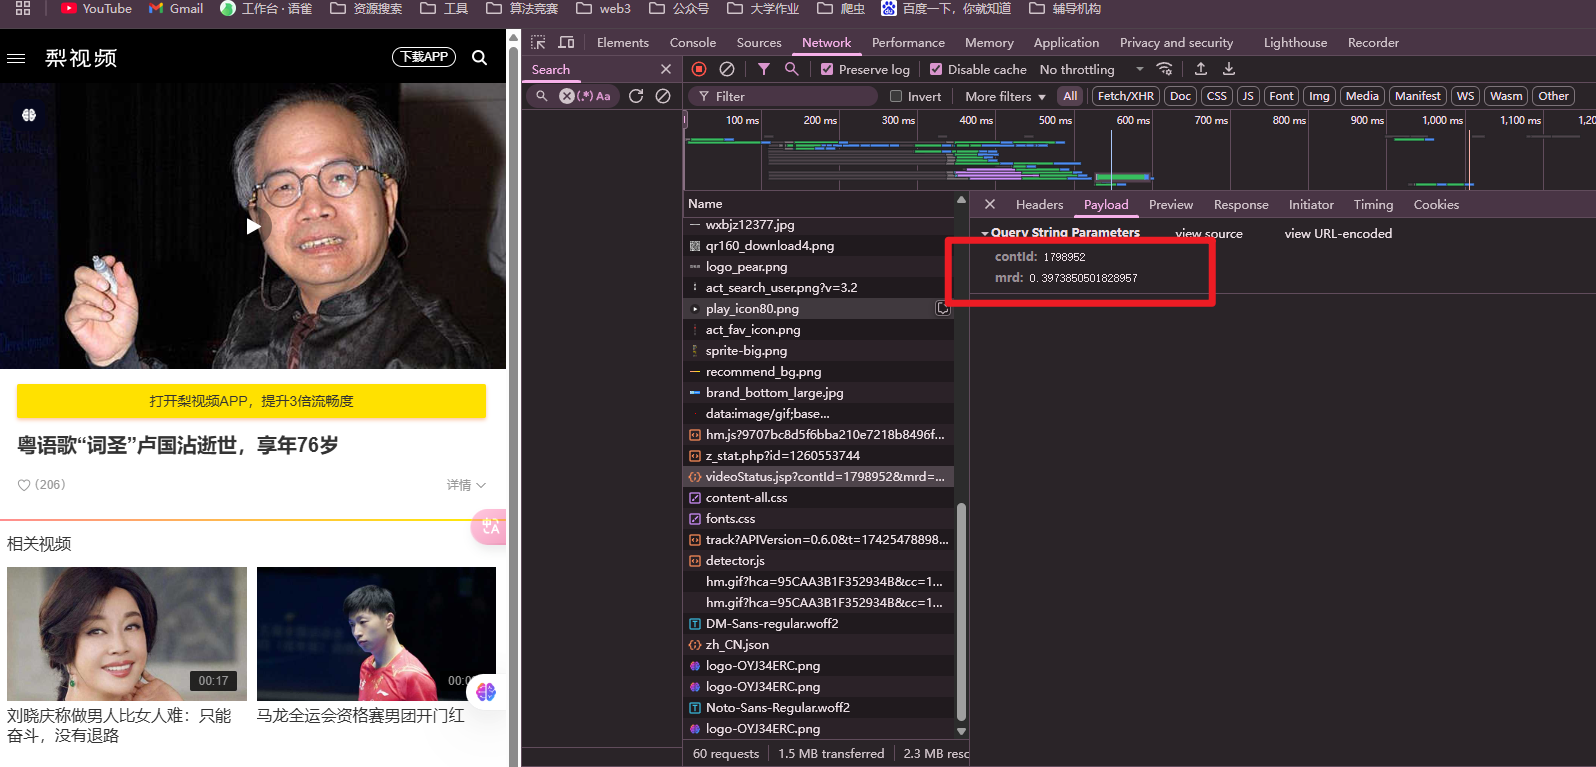 YouTube
Gmail
工作台 · 语雀
资源搜索
工具
算法竞赛
web3
公众号
大学作业
爬虫
百度一下，你就知道
辅导机构
梨视频
下载APP
打开梨视频APP，提升3倍流畅度
粤语歌“词圣”卢国沾逝世，享年76岁
(206)
详情
相关视频
00:17
刘晓庆称做男人比女人难：只能
奋斗，没有退路
马龙全运会资格赛男团开门红
Elements
Console
Sources
Network
Performance
Memory
Application
Privacy and security
Lighthouse
Recorder
Search
Preserve log
Disable cache
No throttling
(.*) Aa
Filter
Invert
More filters
All
Fetch/XHR
Doc
CSS
JS
Font
Img
Media
Manifest
WS
Wasm
Other
100 ms
200 ms
300 ms
400 ms
500 ms
600 ms
700 ms
800 ms
900 ms
1,000 ms
1,100 ms
Name
wxbjz12377.jpg
qr160_download4.png
logo_pear.png
act_search_user.png?v=3.2
play_icon80.png
act_fav_icon.png
sprite-big.png
recommend_bg.png
brand_bottom_large.jpg
data:image/gif;base...
hm.js?9707bc8d5f6bba210e7218b8496f...
z_stat.php?id=1260553744
videoStatus.jsp?contId=1798952&mrd=...
content-all.css
fonts.css
track?APIVersion=0.6.0&t=17425478898...
detector.js
hm.gif?hca=95CAA3B1F352934B&cc=1...
hm.gif?hca=95CAA3B1F352934B&cc=1...
DM-Sans-regular.woff2
zh_CN.json
logo-OYJ34ERC.png
logo-OYJ34ERC.png
Noto-Sans-Regular.woff2
logo-OYJ34ERC.png
60 requests
1.5 MB transferred
2.3 MB resc
Headers
Payload
Preview
Response
Initiator
Timing
Cookies
Query String Parameters
view source
view URL-encoded
contId: 1798952
mrd: 0.3973850501828957